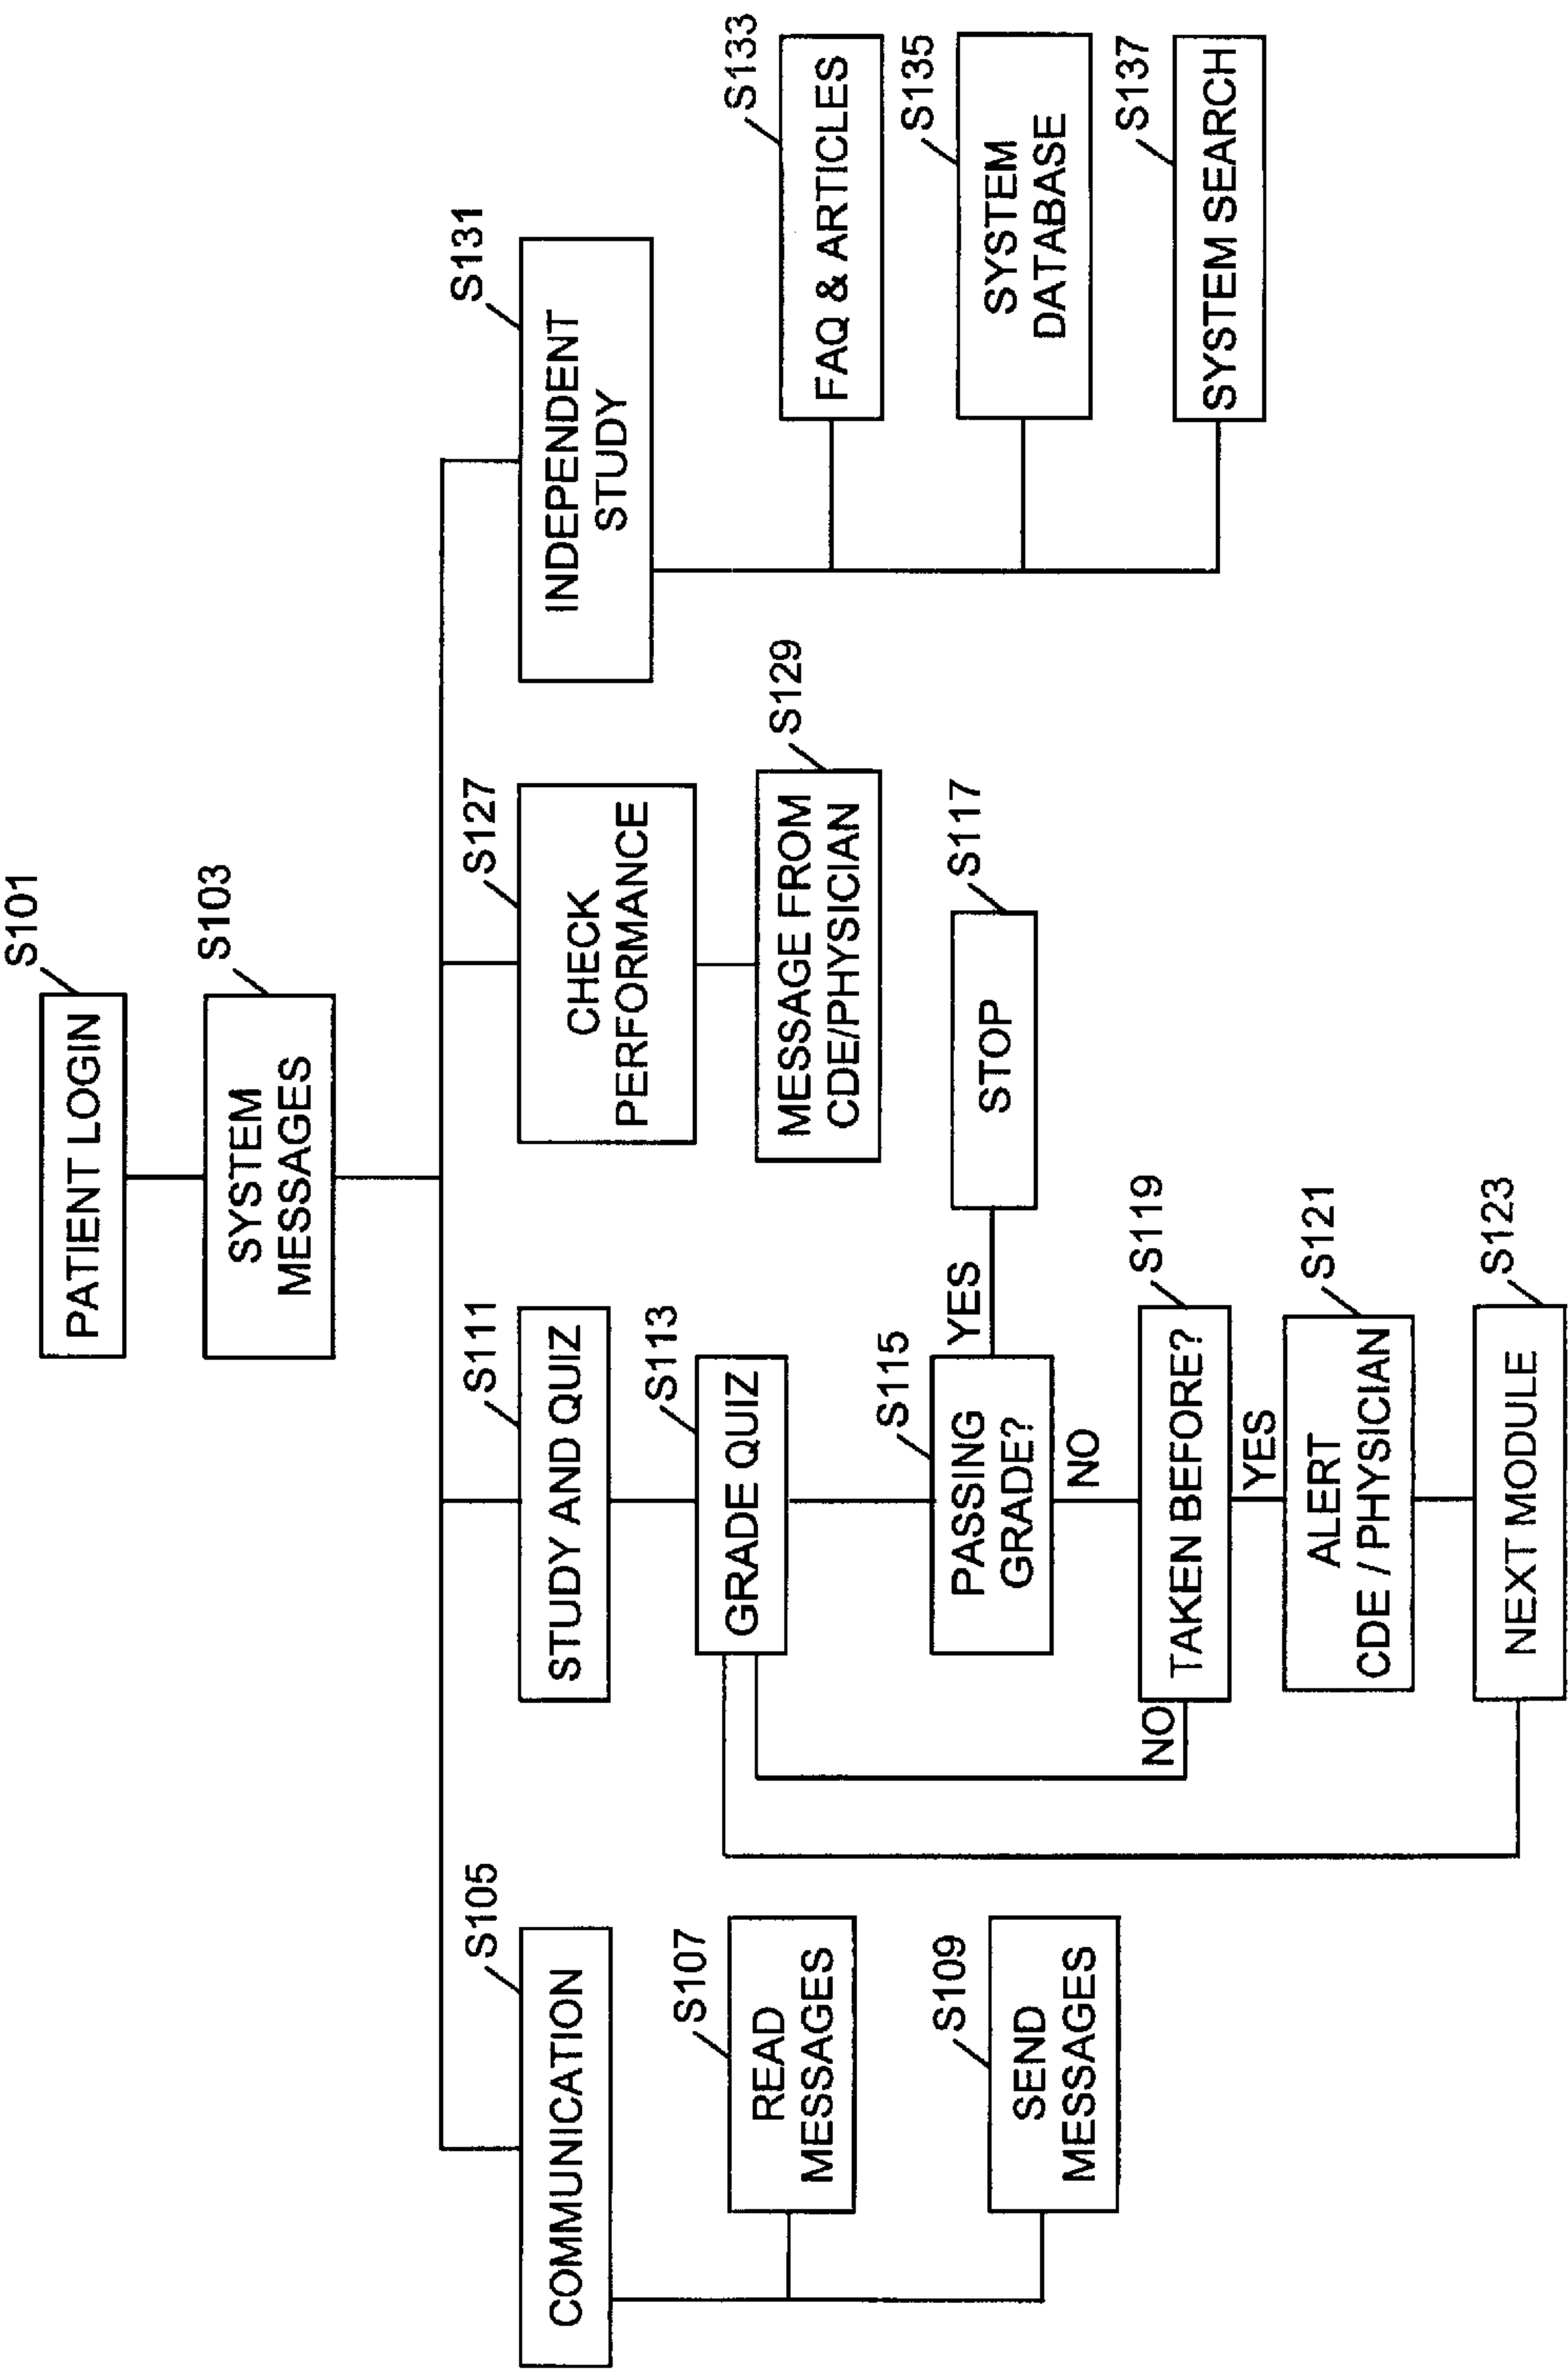 S101
PATIENT LOGIN
S103
SYSTEM
MESSAGES
S105
COMMUNICATION
S107
READ
MESSAGES
S109
SEND
MESSAGES
S111
STUDY AND QUIZ
S113
GRADE QUIZ
S115
PASSING
GRADE?
YES
S117
STOP
NO
S119
TAKEN BEFORE?
NO
YES
S121
ALERT
CDE / PHYSICIAN
S123
NEXT MODULE
S127
CHECK
PERFORMANCE
S129
MESSAGE FROM
CDE/PHYSICIAN
S131
INDEPENDENT
STUDY
S133
FAQ & ARTICLES
S135
SYSTEM
DATABASE
S137
SYSTEM SEARCH